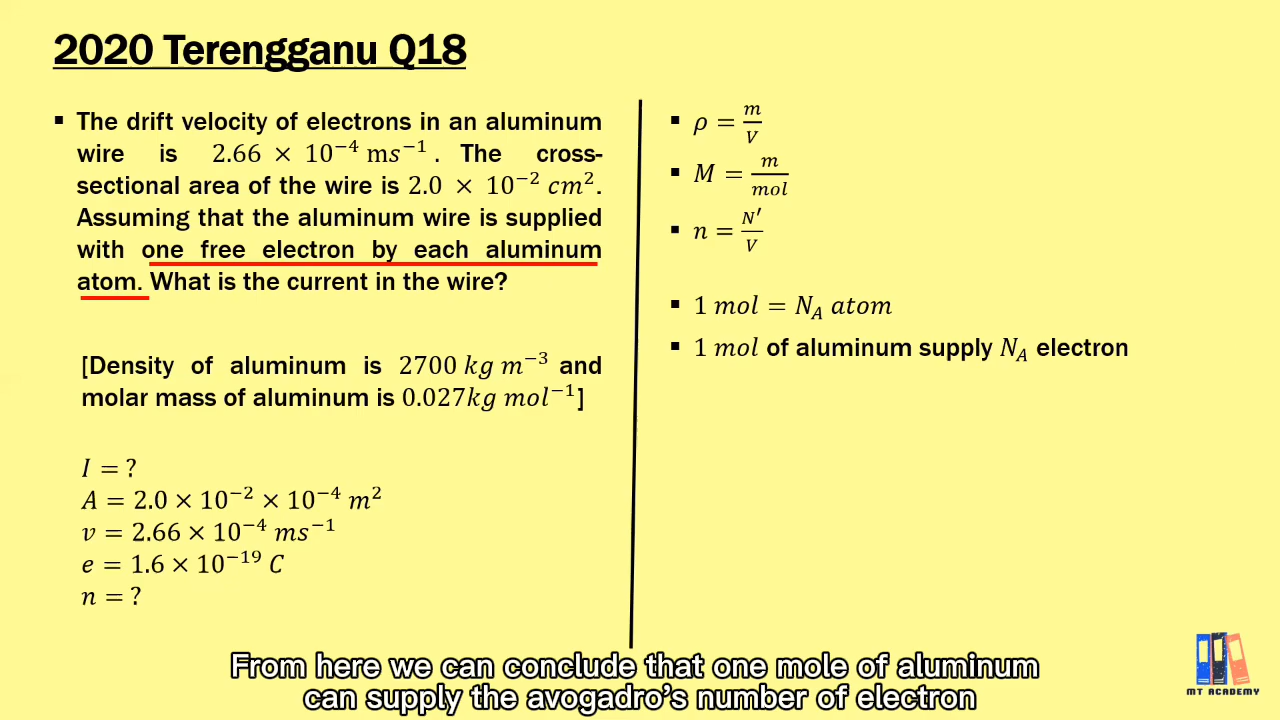 2020 Terengganu Q18
▪ The drift velocity of electrons in an aluminum
wire is 2.66 × 10⁻⁴ ms⁻¹. The cross-
sectional area of the wire is 2.0 × 10⁻² cm².
Assuming that the aluminum wire is supplied
with one free electron by each aluminum
atom. What is the current in the wire?
[Density of aluminum is 2700 kg m⁻³ and
molar mass of aluminum is 0.027kg mol⁻¹]
I = ?
A = 2.0 × 10⁻² × 10⁻⁴ m²
v = 2.66 × 10⁻⁴ ms⁻¹
e = 1.6 × 10⁻¹⁹ C
n = ?
▪ ρ = m/V
▪ M = m/mol
▪ n = N′/V
▪ 1 mol = N_A atom
▪ 1 mol of aluminum supply N_A electron
From here we can conclude that one mole of aluminum
can supply the avogadro's number of electron
MT ACADEMY